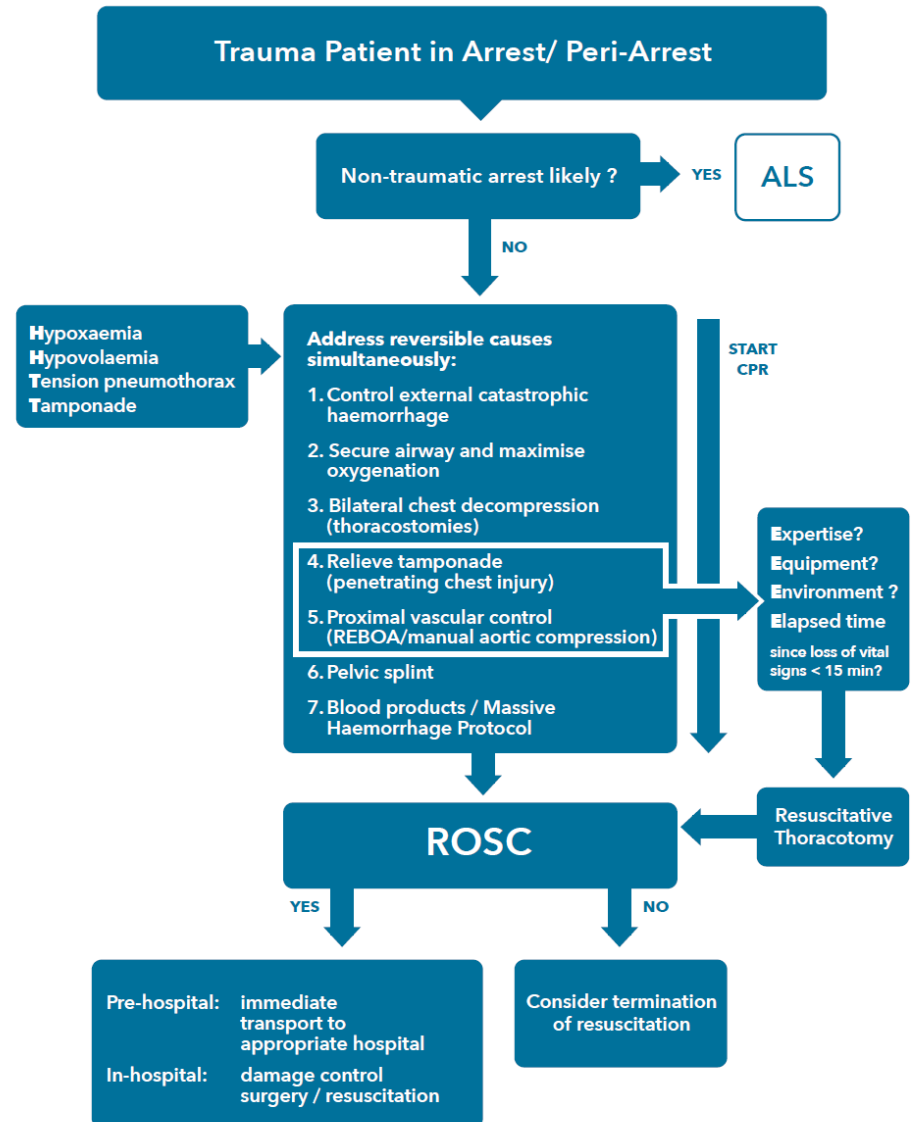 Trauma Patient in Arrest/ Peri-Arrest
Non-traumatic arrest likely ?
YES
ALS
NO
Hypoxaemia
Hypovolaemia
Tension pneumothorax
Tamponade
Address reversible causes
simultaneously:
1. Control external catastrophic
haemorrhage
2. Secure airway and maximise
oxygenation
3. Bilateral chest decompression
(thoracostomies)
4. Relieve tamponade
(penetrating chest injury)
5. Proximal vascular control
(REBOA/manual aortic compression)
6. Pelvic splint
7. Blood products / Massive
Haemorrhage Protocol
START
CPR
Expertise?
Equipment?
Environment ?
Elapsed time
since loss of vital
signs < 15 min?
Resuscitative
Thoracotomy
ROSC
YES
NO
Pre-hospital: immediate
transport to
appropriate hospital
In-hospital: damage control
surgery / resuscitation
Consider termination
of resuscitation